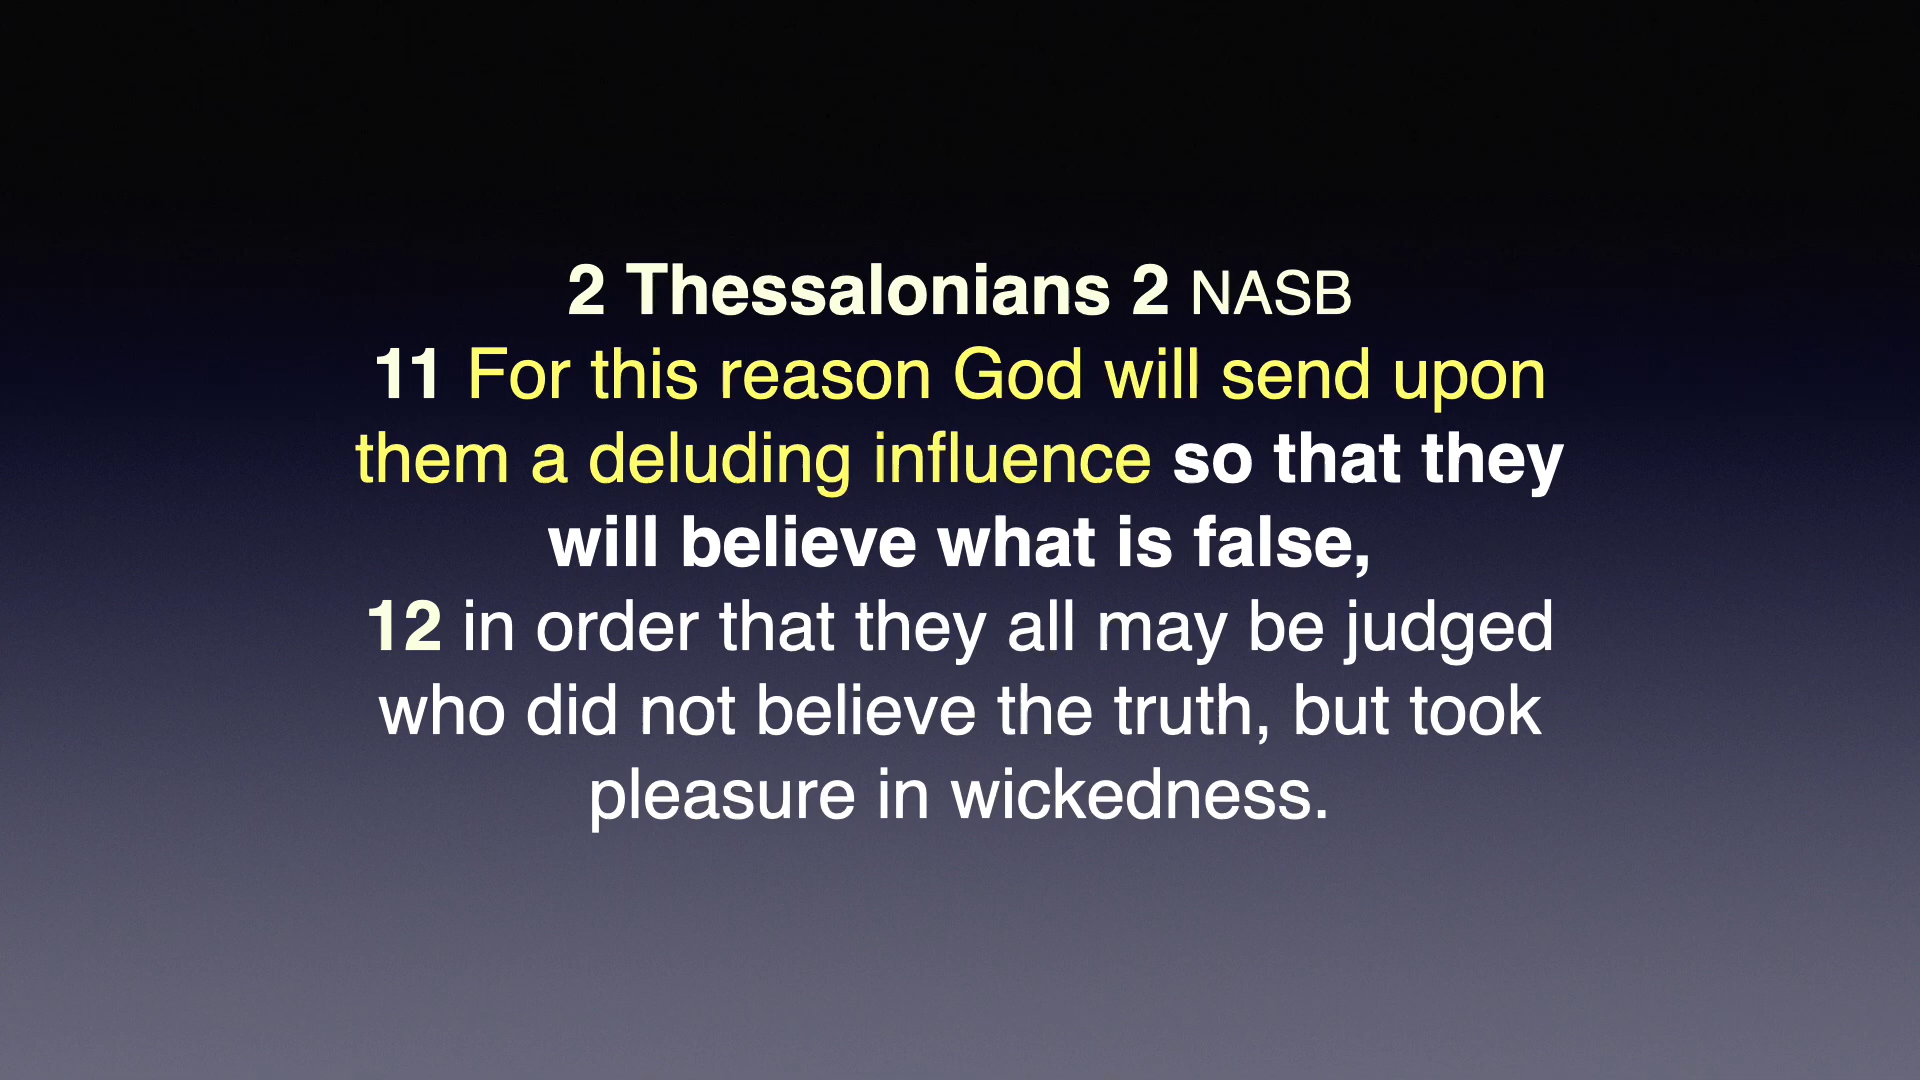 2 Thessalonians 2 NASB
11 For this reason God will send upon
them a deluding influence so that they
will believe what is false,
12 in order that they all may be judged
who did not believe the truth, but took
pleasure in wickedness.